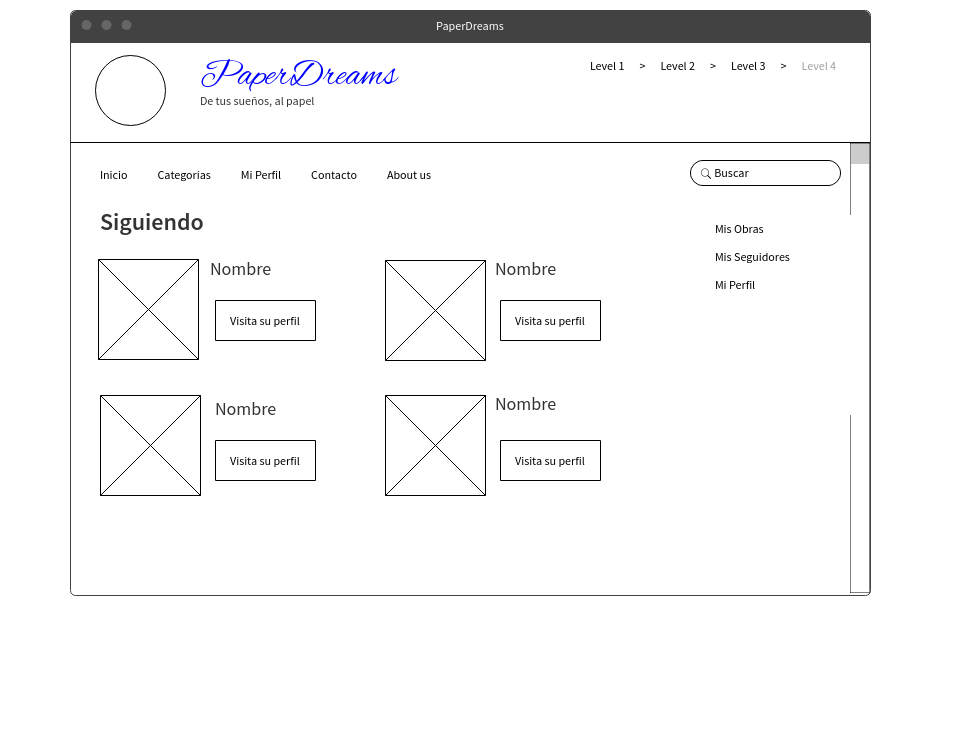 PaperDreams
PaperDreams
De tus sueños, al papel
Level 1 > Level 2 > Level 3 > Level 4
Inicio Categorías Mi Perfil Contacto About us
Buscar
Siguiendo
Mis Obras
Mis Seguidores
Mi Perfil
Nombre
Visita su perfil
Nombre
Visita su perfil
Nombre
Visita su perfil
Nombre
Visita su perfil